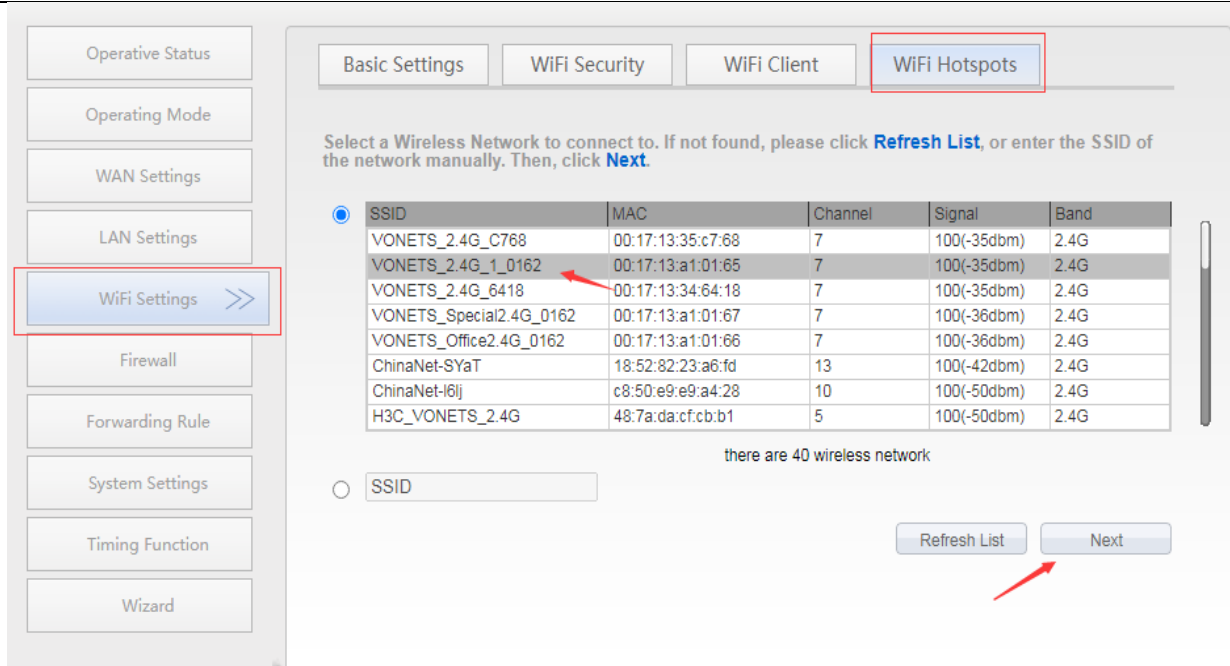 Operative Status
Operating Mode
WAN Settings
LAN Settings
WiFi Settings
Firewall
Forwarding Rule
System Settings
Timing Function
Wizard
Basic Settings WiFi Security WiFi Client WiFi Hotspots
Select a Wireless Network to connect to. If not found, please click Refresh List, or enter the SSID of
the network manually. Then, click Next.
SSID MAC Channel Signal Band
VONETS_2.4G_C768 00:17:13:35:c7:68 7 100(-35dbm) 2.4G
VONETS_2.4G_1_0162 00:17:13:a1:01:65 7 100(-35dbm) 2.4G
VONETS_2.4G_6418 00:17:13:34:64:18 7 100(-35dbm) 2.4G
VONETS_Special2.4G_0162 00:17:13:a1:01:67 7 100(-36dbm) 2.4G
VONETS_Office2.4G_0162 00:17:13:a1:01:66 7 100(-36dbm) 2.4G
ChinaNet-SYaT 18:52:82:23:a6:fd 13 100(-42dbm) 2.4G
ChinaNet-l6lj c8:50:e9:e9:a4:28 10 100(-50dbm) 2.4G
H3C_VONETS_2.4G 48:7a:da:cf:cb:b1 5 100(-50dbm) 2.4G
there are 40 wireless network
SSID
Refresh List Next